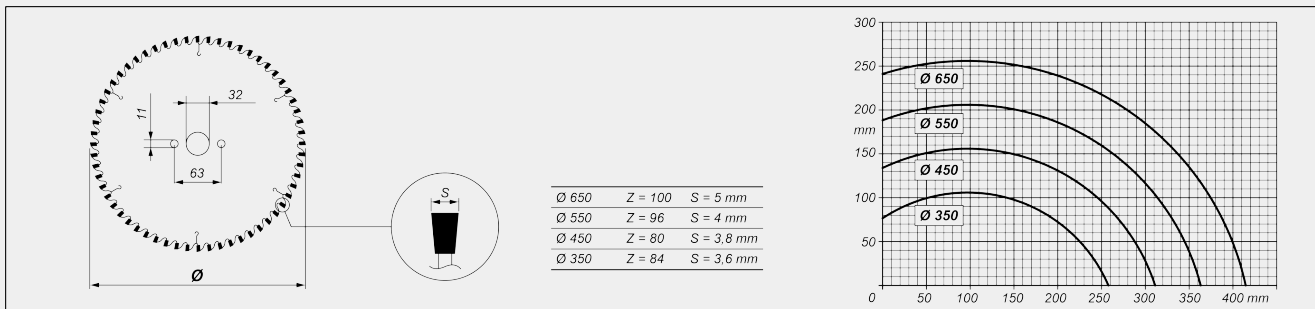 32
11
63
Ø
S
Ø 650 Z = 100 S = 5 mm
Ø 550 Z = 96 S = 4 mm
Ø 450 Z = 80 S = 3,8 mm
Ø 350 Z = 84 S = 3,6 mm
300
250
200
mm
150
100
50
Ø 650
Ø 550
Ø 450
Ø 350
0 50 100 150 200 250 300 350 400 mm